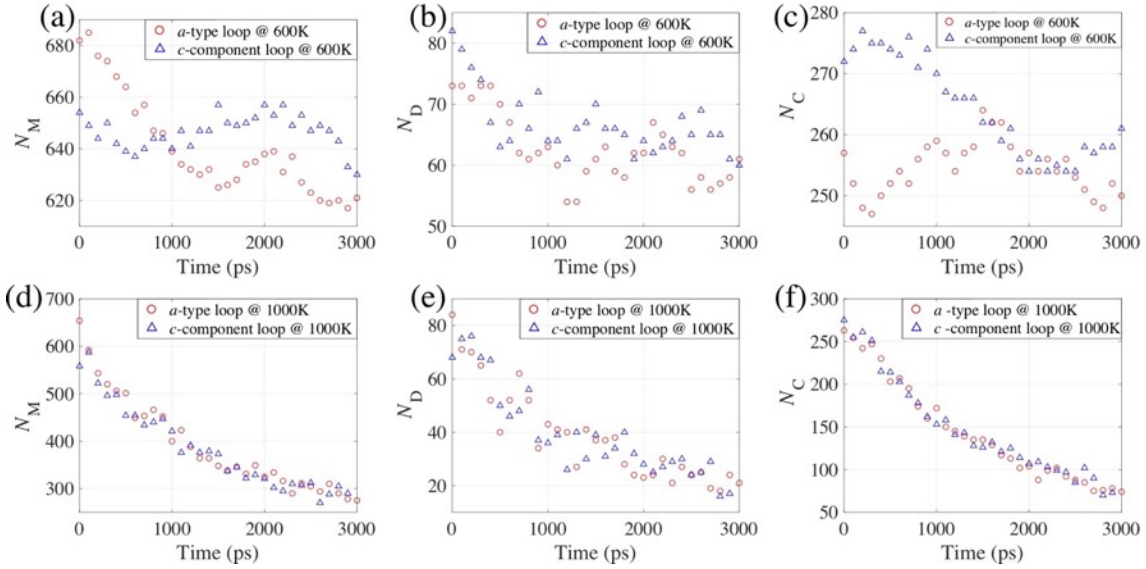 (a)
a-type loop @ 600K
c-component loop @ 600K
680
660
640
620
N_M
0
1000
2000
3000
Time (ps)
(b)
a-type loop @ 600K
c-component loop @ 600K
80
70
60
50
N_D
0
1000
2000
3000
Time (ps)
(c)
a-type loop @ 600K
c-component loop @ 600K
280
270
260
250
N_C
0
1000
2000
3000
Time (ps)
(d)
a-type loop @ 1000K
c-component loop @ 1000K
700
600
500
400
300
N_M
0
1000
2000
3000
Time (ps)
(e)
a-type loop @ 1000K
c-component loop @ 1000K
80
60
40
20
N_D
0
1000
2000
3000
Time (ps)
(f)
a -type loop @ 1000K
c -component loop @ 1000K
300
250
200
150
100
50
N_C
0
1000
2000
3000
Time (ps)